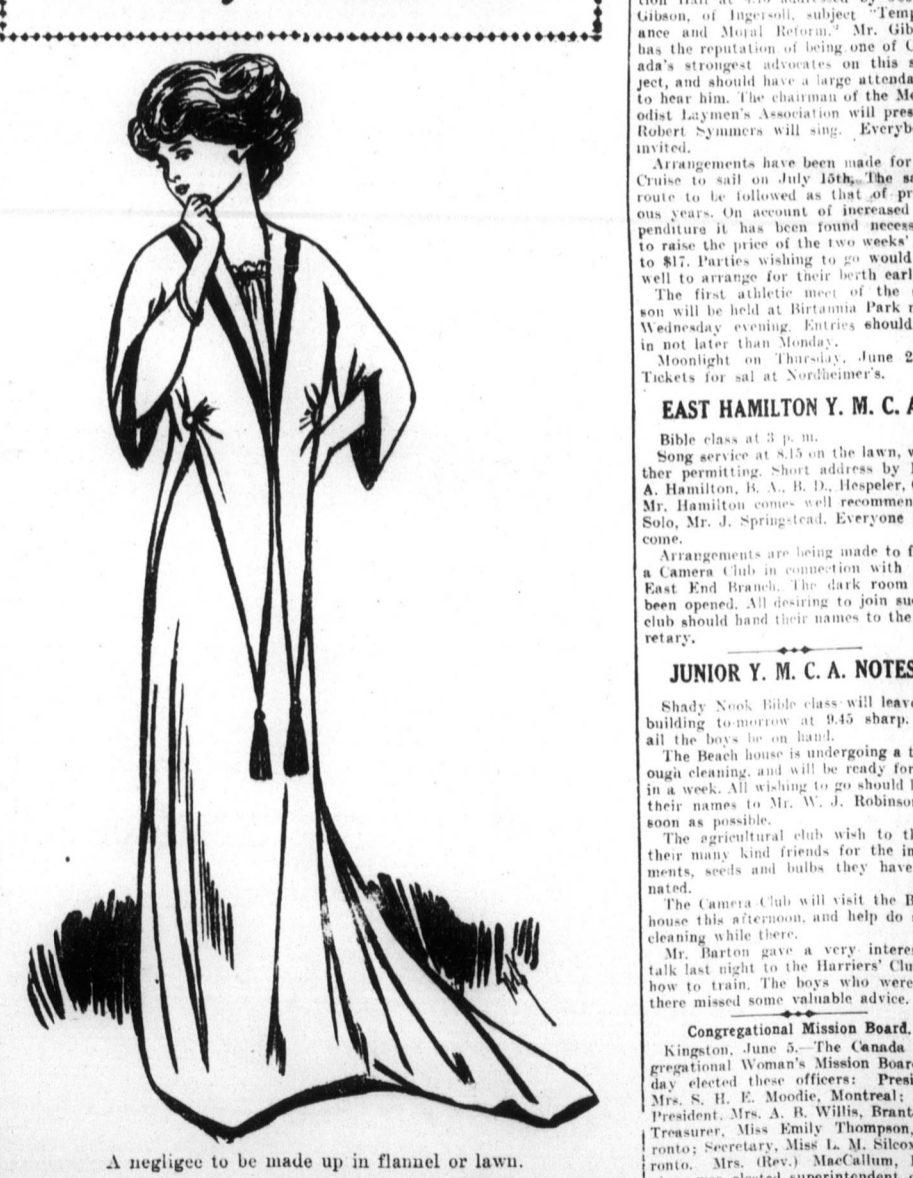 A negligee to be made up in flannel or lawn.
Gibson, of Ingersoll, subject "Temp
ance and Moral Reform." Mr. Gib
has the reputation of being one of C
ada's strongest advocates on this s
ject, and should have a large attenda
to hear him. The chairman of the Me
odist Laymen's Association will pres
Robert Symmers will sing. Everyb
invited.
Arrangements have been made for
Cruise to sail on July 15th. The sa
route to be followed as that of pr
ous years. On account of increased
penditure it has been found necess
to raise the price of the two weeks'
to $17. Parties wishing to go would
well to arrange for their berth earl
The first athletic meet of the
son will be held at Birtannia Park n
Wednesday evening. Entries should
in not later than Monday.
Moonlight on Thursday, June 2
Tickets for sal at Nordheimer's.
EAST HAMILTON Y. M. C. A
Bible class at 3 p. m.
Song service at 8.15 on the lawn, w
ther permitting. Short address by
A. Hamilton, B. A., B. D., Hespeler,
Mr. Hamilton comes well recommen
Solo, Mr. J. Springstead. Everyone
come.
Arrangements are being made to f
a Camera Club in connection with
East End Branch. The dark room
been opened. All desiring to join su
club should hand their names to the
retary.
JUNIOR Y. M. C. A. NOTES
Shady Nook Bible class will leave
building to-morrow at 9.45 sharp.
ail the boys be on hand.
The Beach house is undergoing a t
ough cleaning, and will be ready for
in a week. All wishing to go should
their names to Mr. W. J. Robinson
soon as possible.
The agricultural club wish to th
their many kind friends for the im
ments, seeds and bulbs they have
nated.
The Camera Club will visit the B
house this afternoon, and help do
cleaning while there.
Mr. Barton gave a very interes
talk last night to the Harriers' Clu
how to train. The boys who were
there missed some valuable advice.
Congregational Mission Board.
Kingston, June 5.—The Canada
gregational Woman's Mission Boar
day elected these officers: Presi
Mrs. S. H. E. Moodie, Montreal;
President, Mrs. A. B. Willis, Brant
Treasurer, Miss Emily Thompson,
ronto; Secretary, Miss L. M. Silcox
ronto. Mrs. (Rev.) MacCallum,
elected superintendent